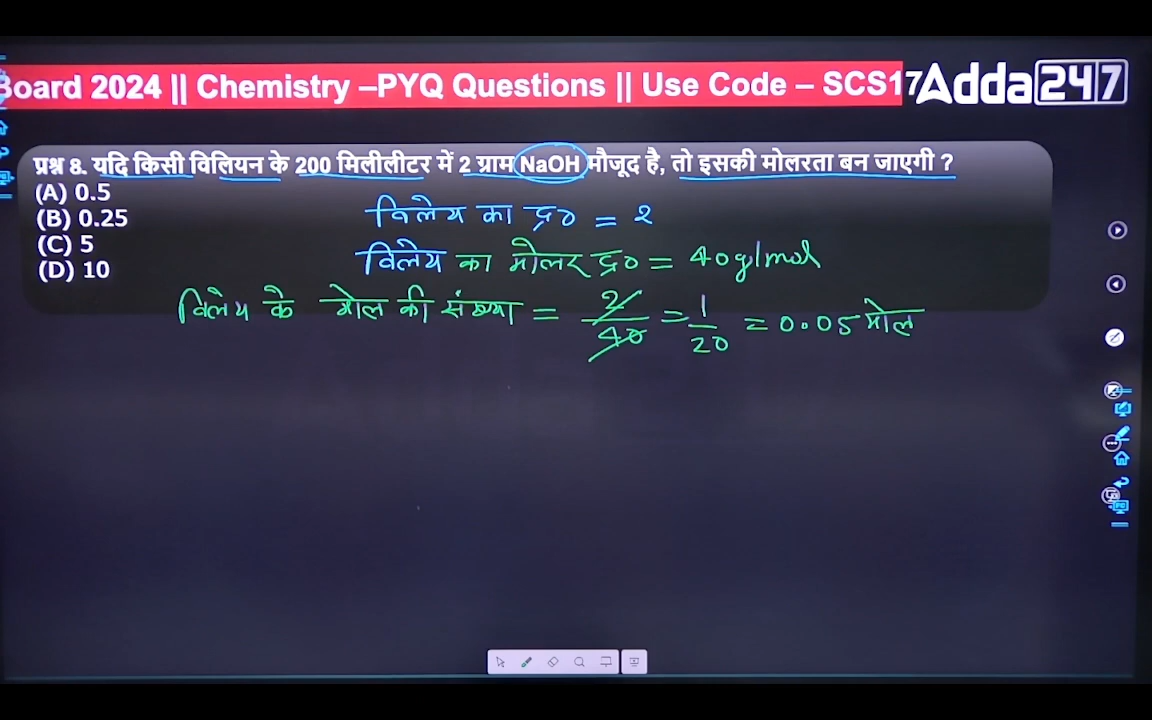 Board 2024 || Chemistry –PYQ Questions || Use Code – SCS17
Adda247
प्रश्न 8. यदि किसी विलियन के 200 मिलीलीटर में 2 ग्राम NaOH मौजूद है, तो इसकी मोलरता बन जाएगी ?
(A) 0.5
(B) 0.25
(C) 5
(D) 10
विलेय का द्र० = 2
विलेय का मोलर द्र० = 40g/mol
विलेय के मोल की संख्या = 2/40 = 1/20 = 0.05 मोल